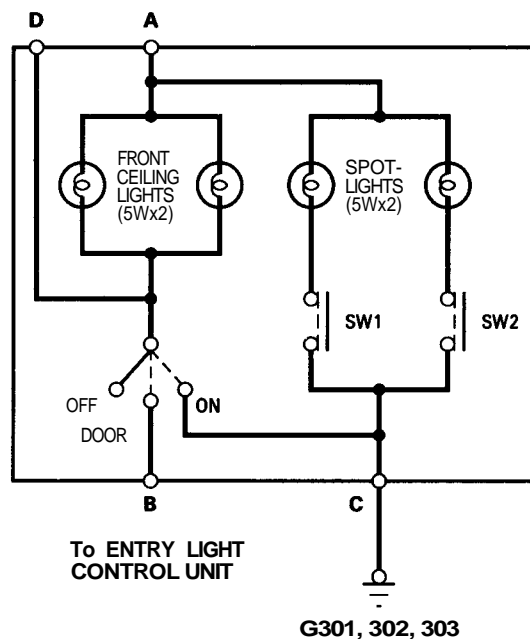 D
A
FRONT
CEILING
LIGHTS
(5Wx2)
SPOT-
LIGHTS
(5Wx2)
SW1
SW2
OFF
ON
DOOR
B
C
To ENTRY LIGHT
CONTROL UNIT
G301, 302, 303